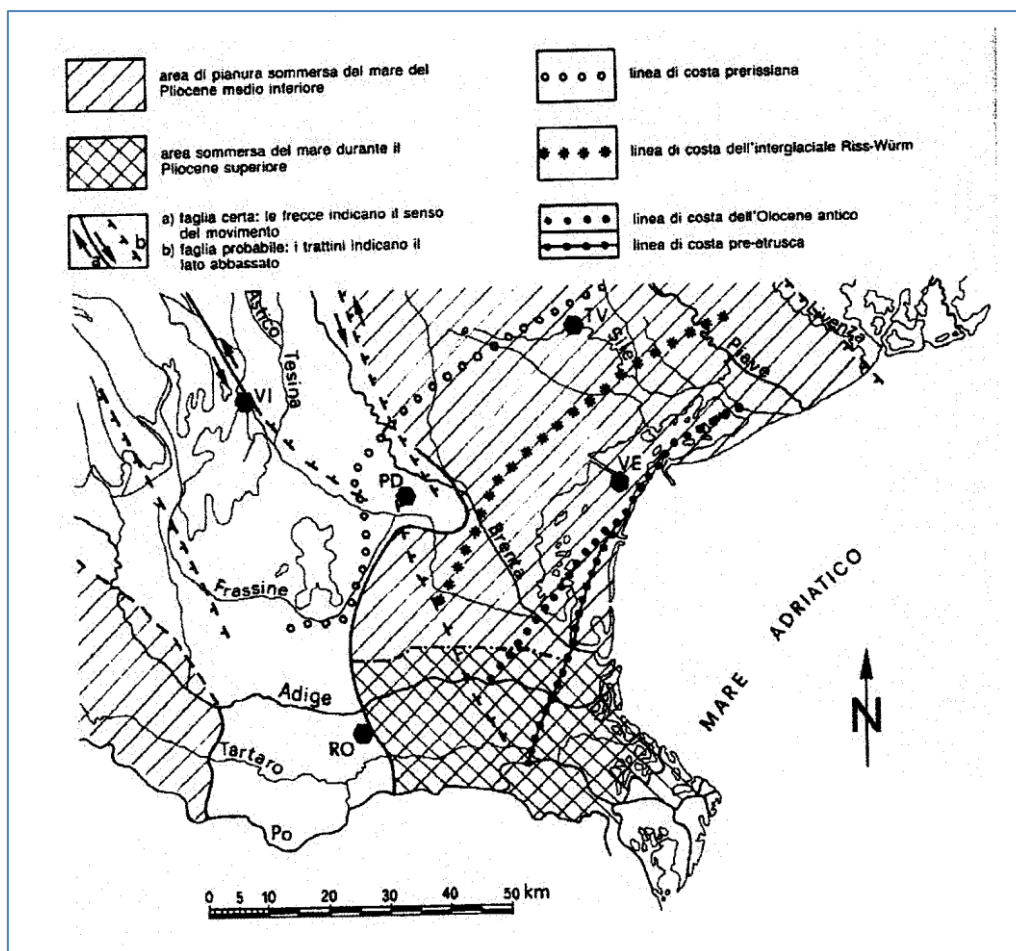 area di pianura sommersa dal mare del
Pliocene medio inferiore
area sommersa del mare durante il
Pliocene superiore
a) faglia certa: le frecce indicano il senso
del movimento
b) faglia probabile: i trattini indicano il
lato abbassato
a
b
linea di costa prerissiana
linea di costa dell'interglaciale Riss-Würm
linea di costa dell'Olocene antico
linea di costa pre-etrusca
Astico
Tesina
VI
TV
Sile
Piave
Livenza
PD
VE
Brenta
Frassine
Adige
RO
Tartaro
Po
MARE ADRIATICO
N
0 5 10 20 30 40 50 km